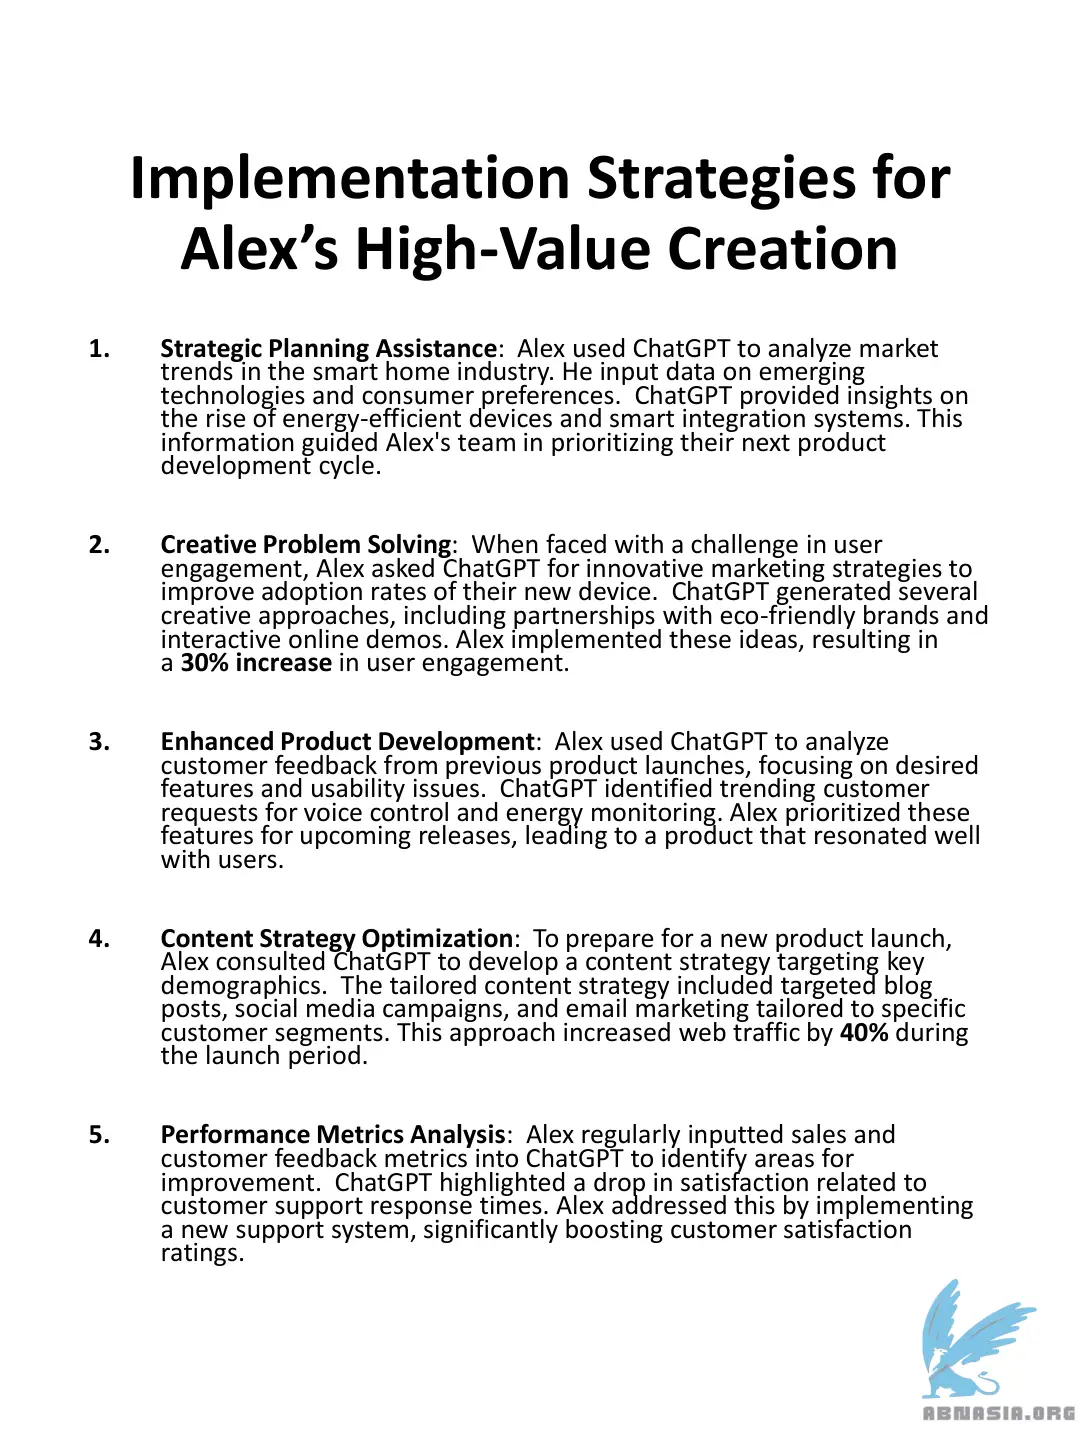 Implementation Strategies for
Alex’s High-Value Creation
1. Strategic Planning Assistance:  Alex used ChatGPT to analyze market
trends in the smart home industry. He input data on emerging
technologies and consumer preferences.  ChatGPT provided insights on
the rise of energy-efficient devices and smart integration systems. This
information guided Alex's team in prioritizing their next product
development cycle.
2. Creative Problem Solving:  When faced with a challenge in user
engagement, Alex asked ChatGPT for innovative marketing strategies to
improve adoption rates of their new device.  ChatGPT generated several
creative approaches, including partnerships with eco-friendly brands and
interactive online demos. Alex implemented these ideas, resulting in
a 30% increase in user engagement.
3. Enhanced Product Development:  Alex used ChatGPT to analyze
customer feedback from previous product launches, focusing on desired
features and usability issues.  ChatGPT identified trending customer
requests for voice control and energy monitoring. Alex prioritized these
features for upcoming releases, leading to a product that resonated well
with users.
4. Content Strategy Optimization:  To prepare for a new product launch,
Alex consulted ChatGPT to develop a content strategy targeting key
demographics.  The tailored content strategy included targeted blog
posts, social media campaigns, and email marketing tailored to specific
customer segments. This approach increased web traffic by 40% during
the launch period.
5. Performance Metrics Analysis:  Alex regularly inputted sales and
customer feedback metrics into ChatGPT to identify areas for
improvement.  ChatGPT highlighted a drop in satisfaction related to
customer support response times. Alex addressed this by implementing
a new support system, significantly boosting customer satisfaction
ratings.
ABNASIA.ORG